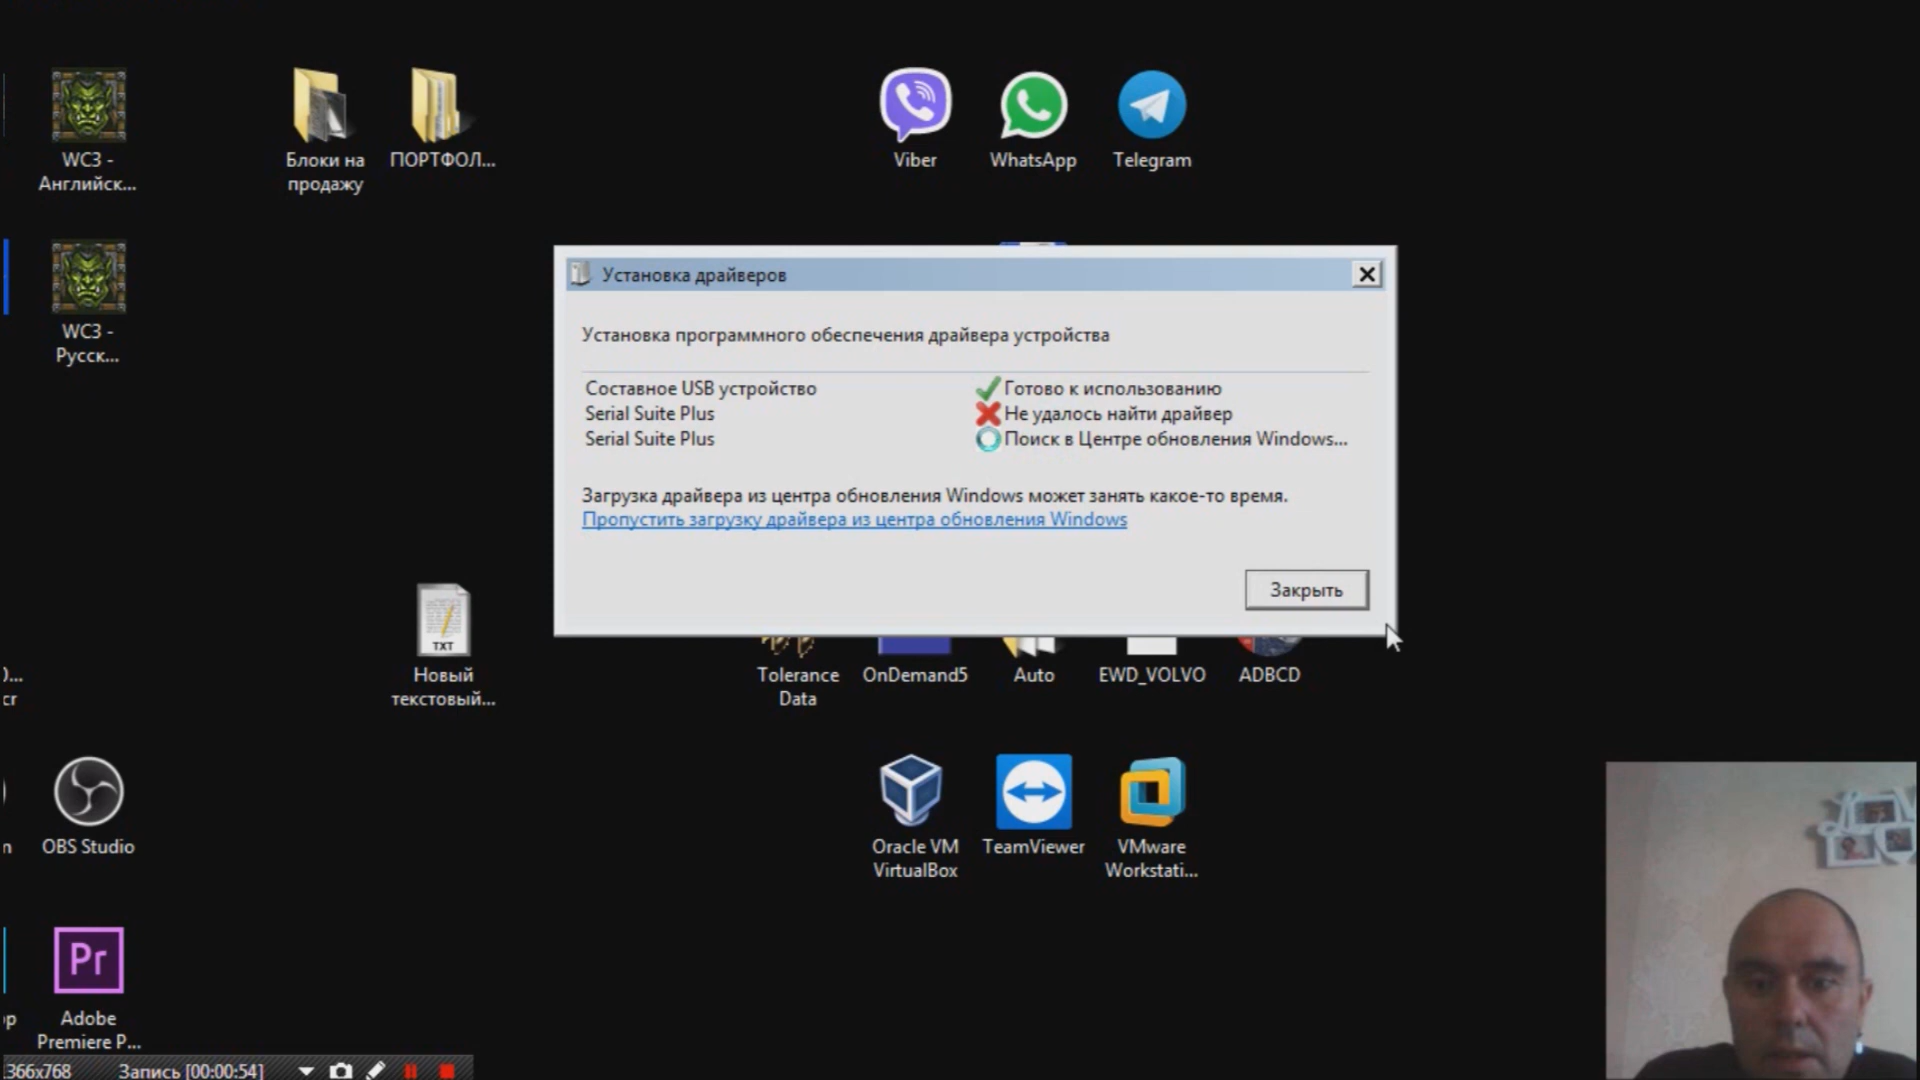 WC3 -
Английск...
Блоки на
продажу
ПОРТФОЛ...
Viber
WhatsApp
Telegram
WC3 -
Русск...
Установка драйверов
Установка программного обеспечения драйвера устройства
Составное USB устройство
Готово к использованию
Serial Suite Plus
Не удалось найти драйвер
Serial Suite Plus
Поиск в Центре обновления Windows...
Загрузка драйвера из центра обновления Windows может занять какое-то время.
Пропустить загрузку драйвера из центра обновления Windows
Закрыть
TXT
Новый
текстовый...
Tolerance
Data
OnDemand5
Auto
EWD_VOLVO
ADBCD
OBS Studio
Oracle VM
VirtualBox
TeamViewer
VMware
Workstati...
Pr
Adobe
Premiere P...
366x768
Запись [00:00:54]